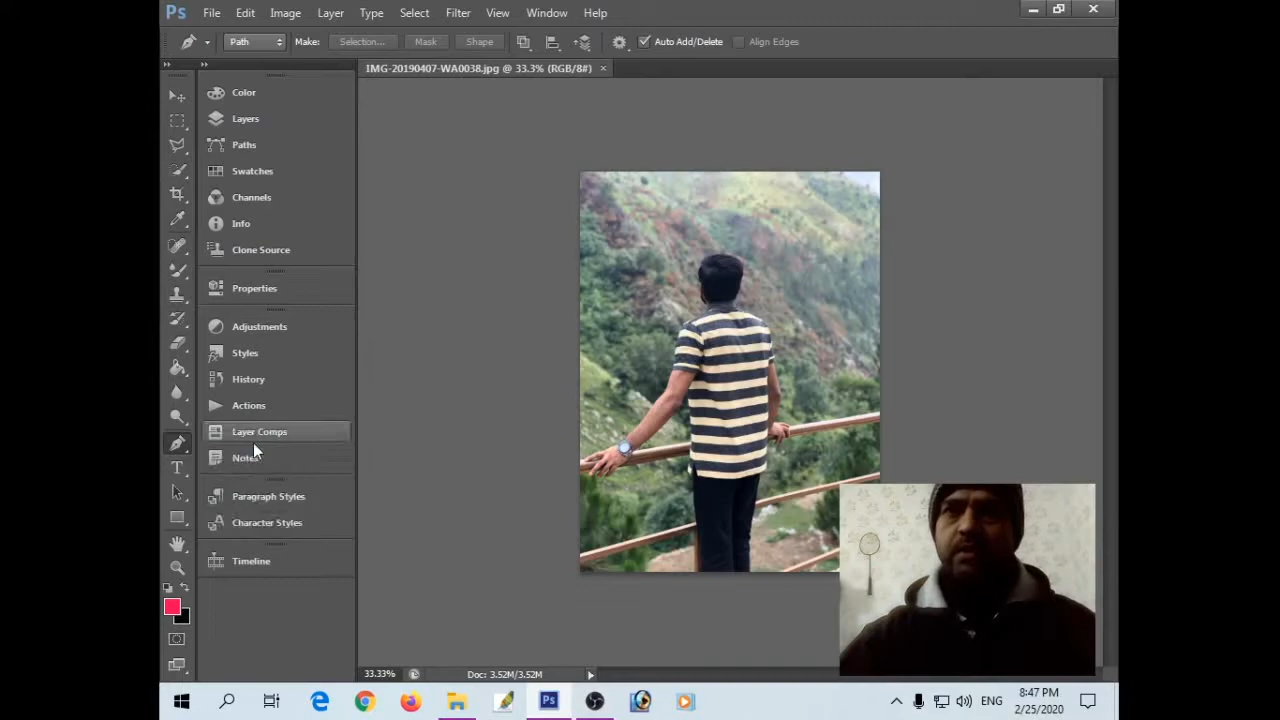 Ps File Edit Image Layer Type Select Filter View Window Help
Path Make: Selection... Mask Shape Auto Add/Delete Align Edges
IMG-20190407-WA0038.jpg @ 33.3% (RGB/8#) ×
Color
Layers
Paths
Swatches
Channels
Info
Clone Source
Properties
Adjustments
Styles
History
Actions
Layer Comps
Notes
Paragraph Styles
Character Styles
Timeline
33.33% Doc: 3.52M/3.52M
Ps ENG 8:47 PM
2/25/2020